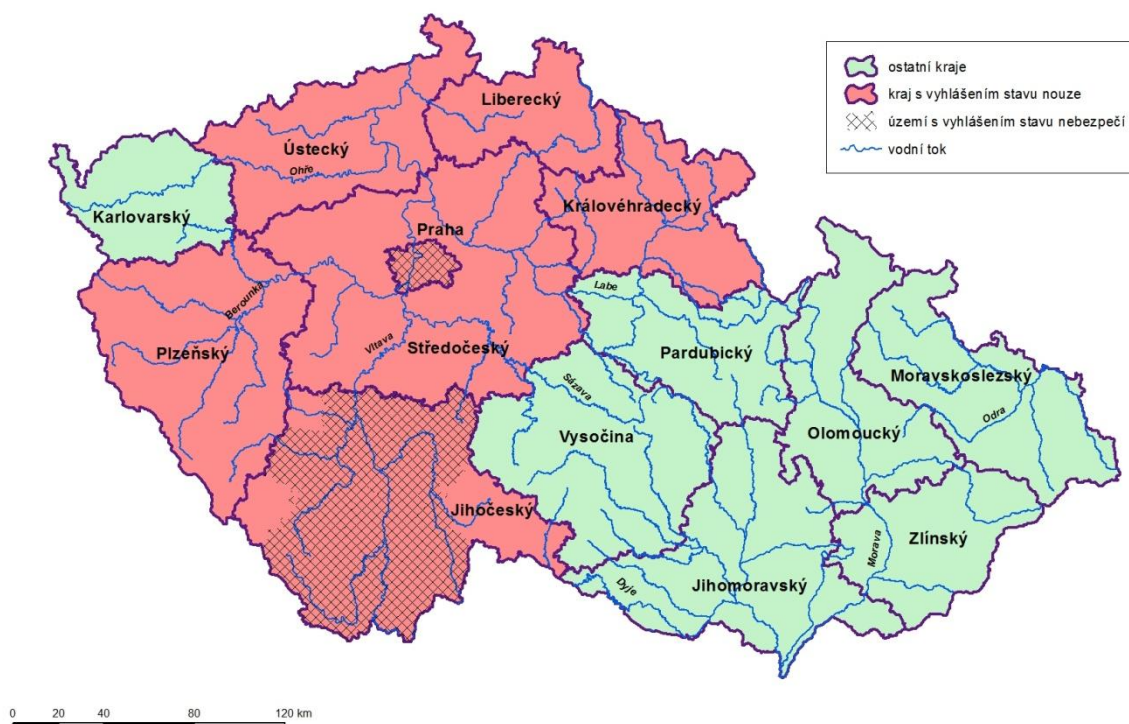 ostatní kraje
kraj s vyhlášením stavu nouze
území s vyhlášením stavu nebezpečí
vodní tok
Liberecký
Ústecký
Ohře
Karlovarský
Praha
Královéhradecký
Labe
Berounka
Plzeňský
Vltava
Středočeský
Pardubický
Moravskoslezský
Sázava
Odra
Vysočina
Olomoucký
Jihočeský
Zlínský
Morava
Dyje
Jihomoravský
0 20 40 80 120 km